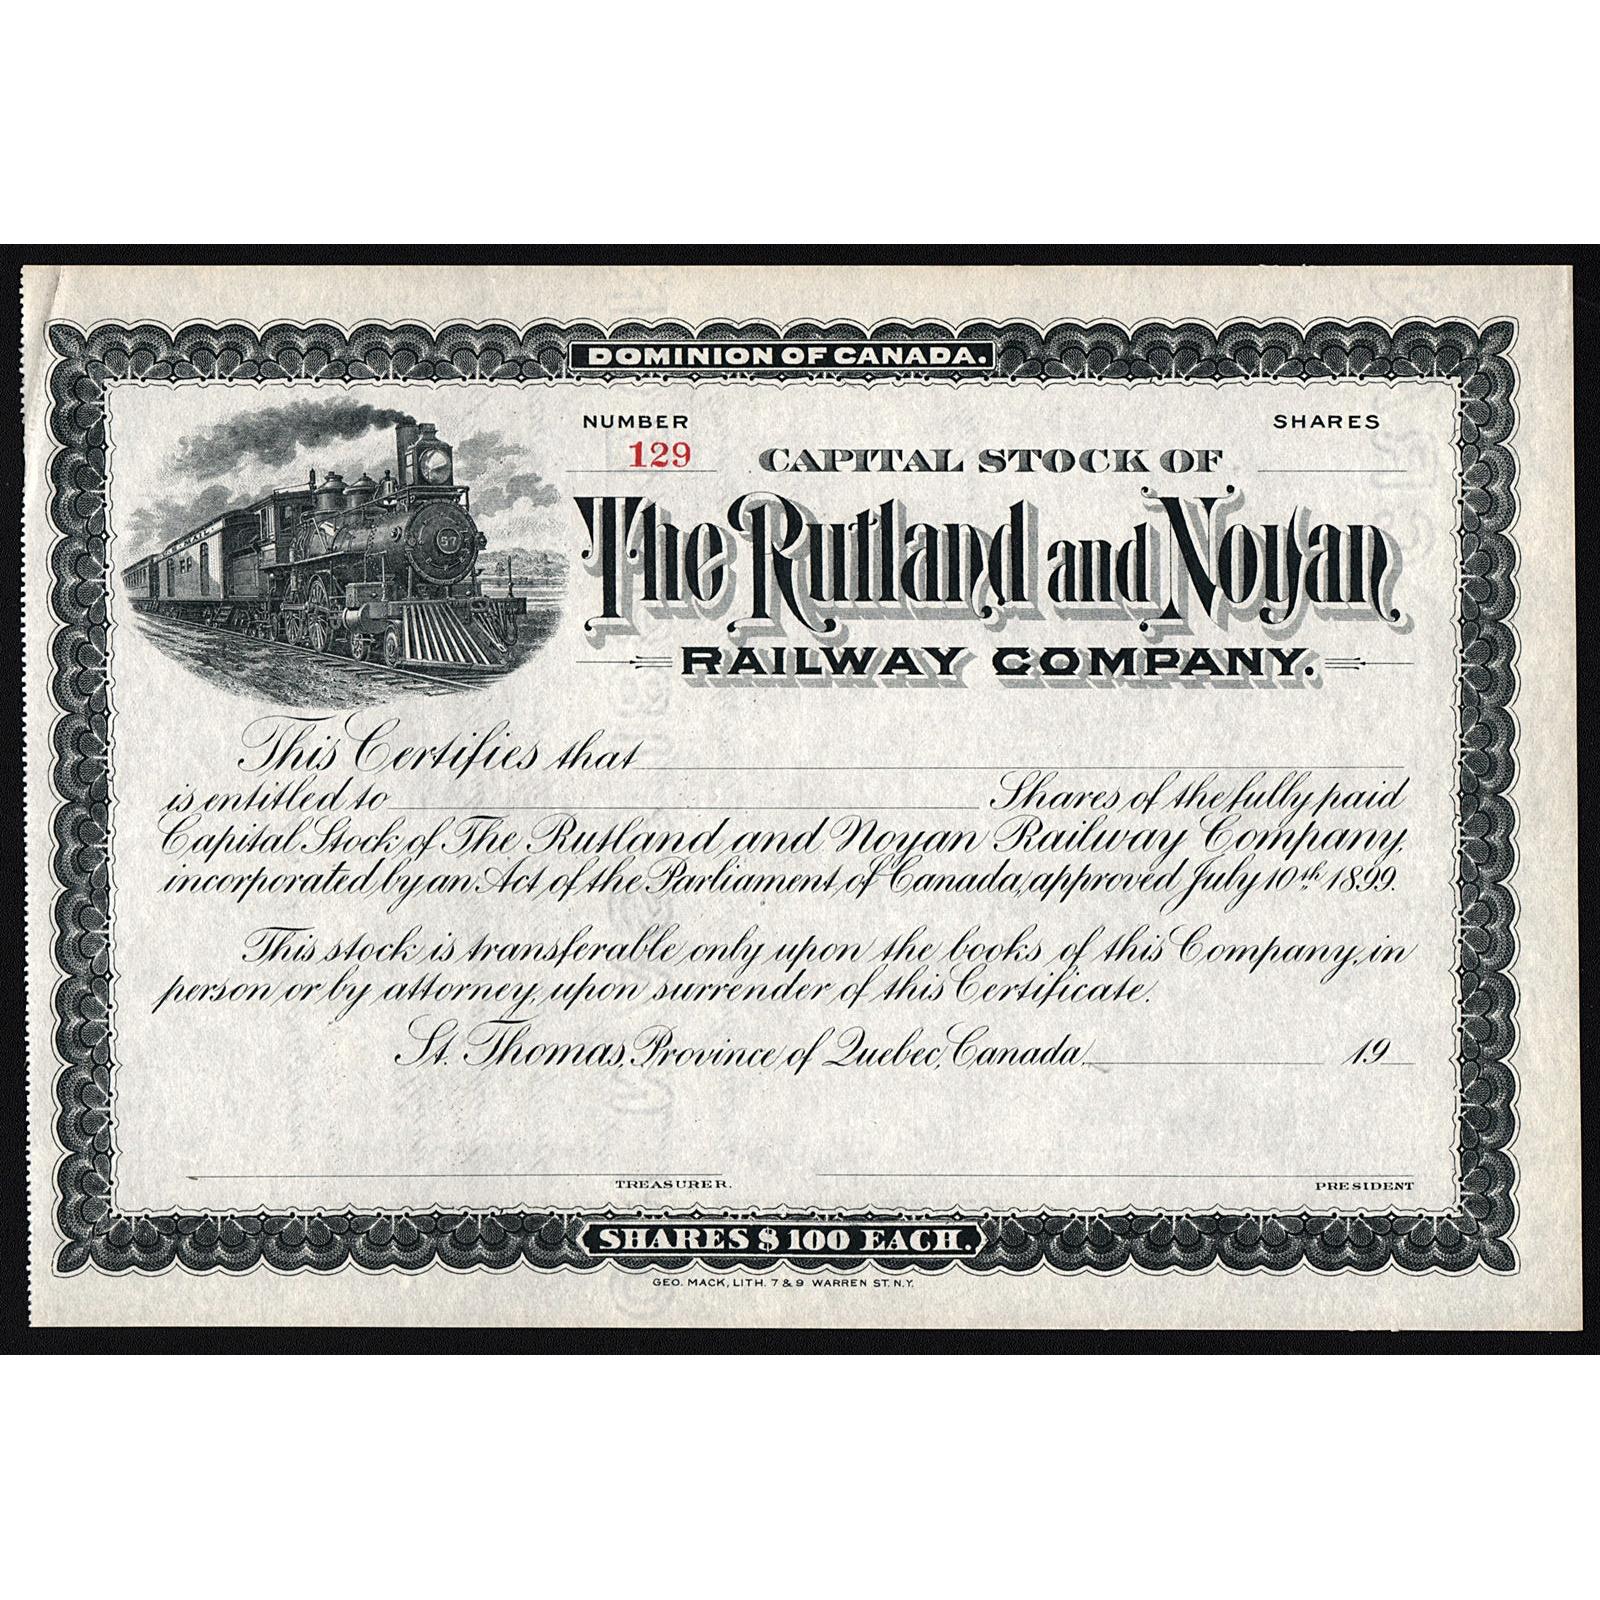 DOMINION OF CANADA.
NUMBER
SHARES
129
CAPITAL STOCK OF
The Rutland and Noyan
RAILWAY COMPANY.
U.S. MAIL
57
This Certifies that
is entitled to Shares of the fully paid
Capital Stock of The Rutland and Noyan Railway Company,
incorporated by an Act of the Parliament of Canada, approved July 10th 1899.
This stock is transferable only upon the books of this Company, in
person or by attorney, upon surrender of this Certificate.
St. Thomas, Province of Quebec, Canada, 19
TREASURER.
PRESIDENT
SHARES $100 EACH.
GEO. MACK, LITH. 7 & 9 WARREN ST. N.Y.